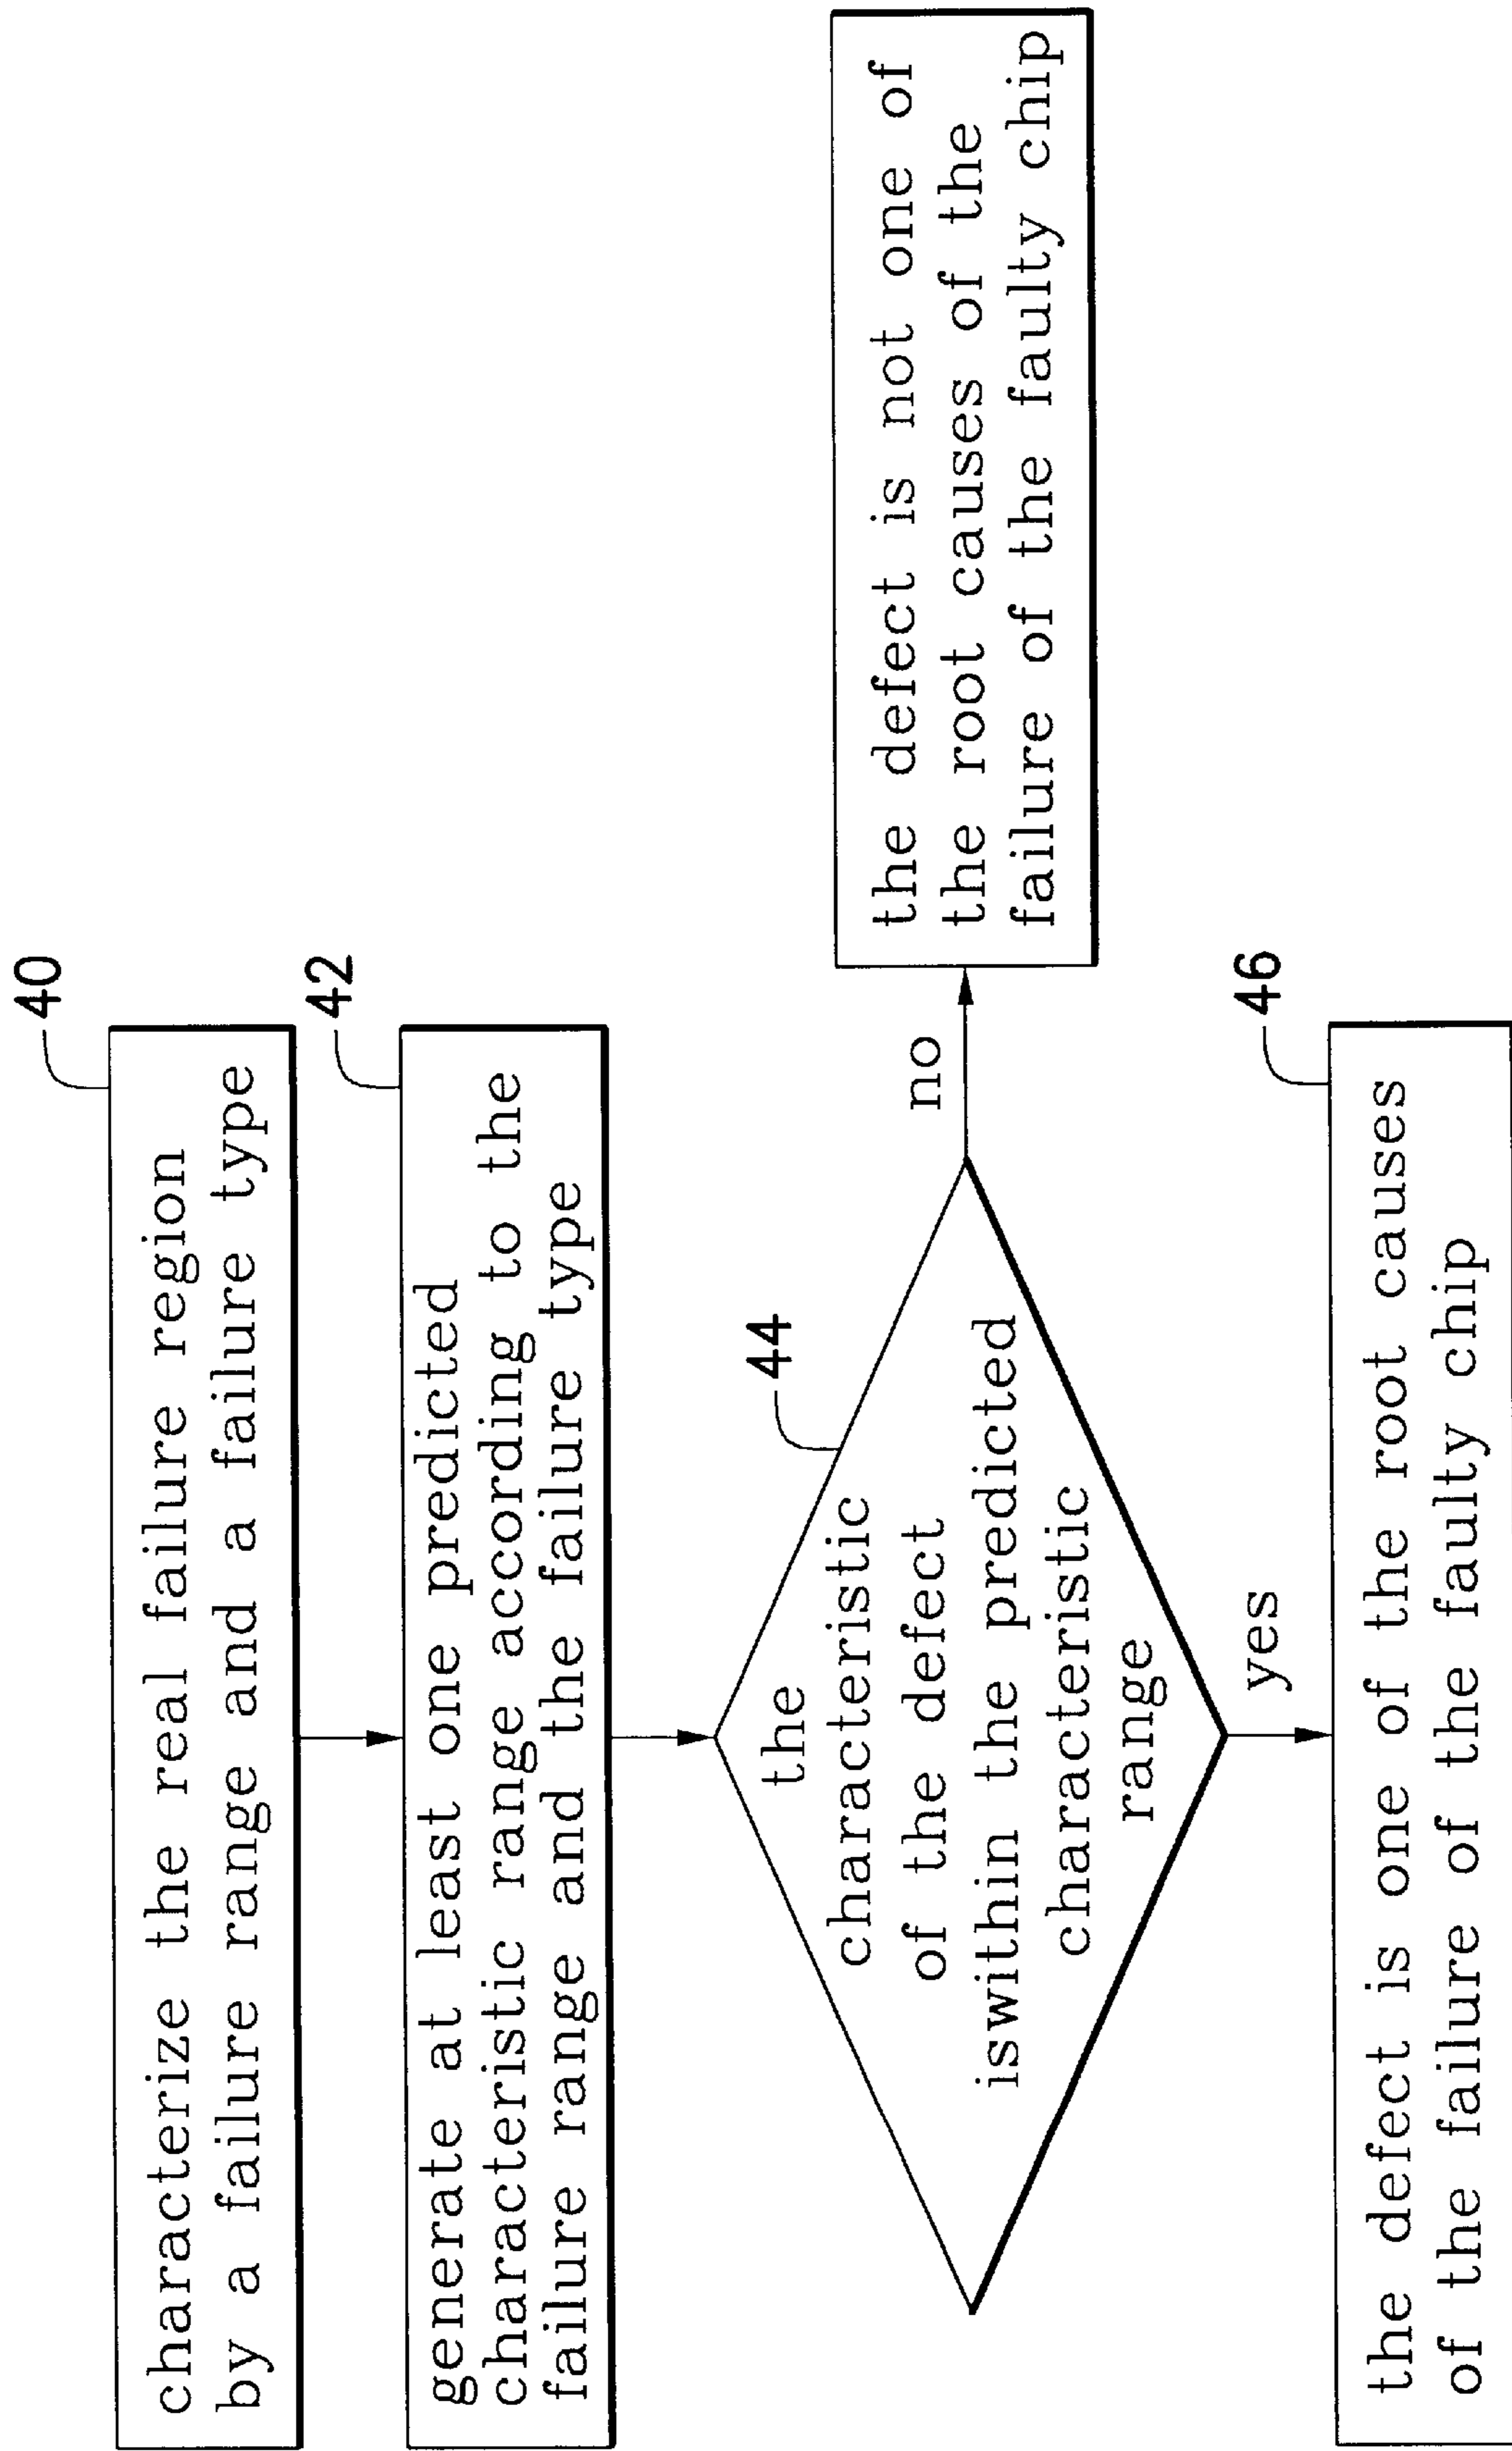 40
characterize the real failure region
by a failure range and a failure type
42
generate at least one predicted
characteristic range according to the
failure range and the failure type
44
the
characteristic
of the defect
iswithin the predicted
characteristic
range
no
the defect is not one of
the root causes of the
failure of the faulty chip
yes
46
the defect is one of the root causes
of the failure of the faulty chip